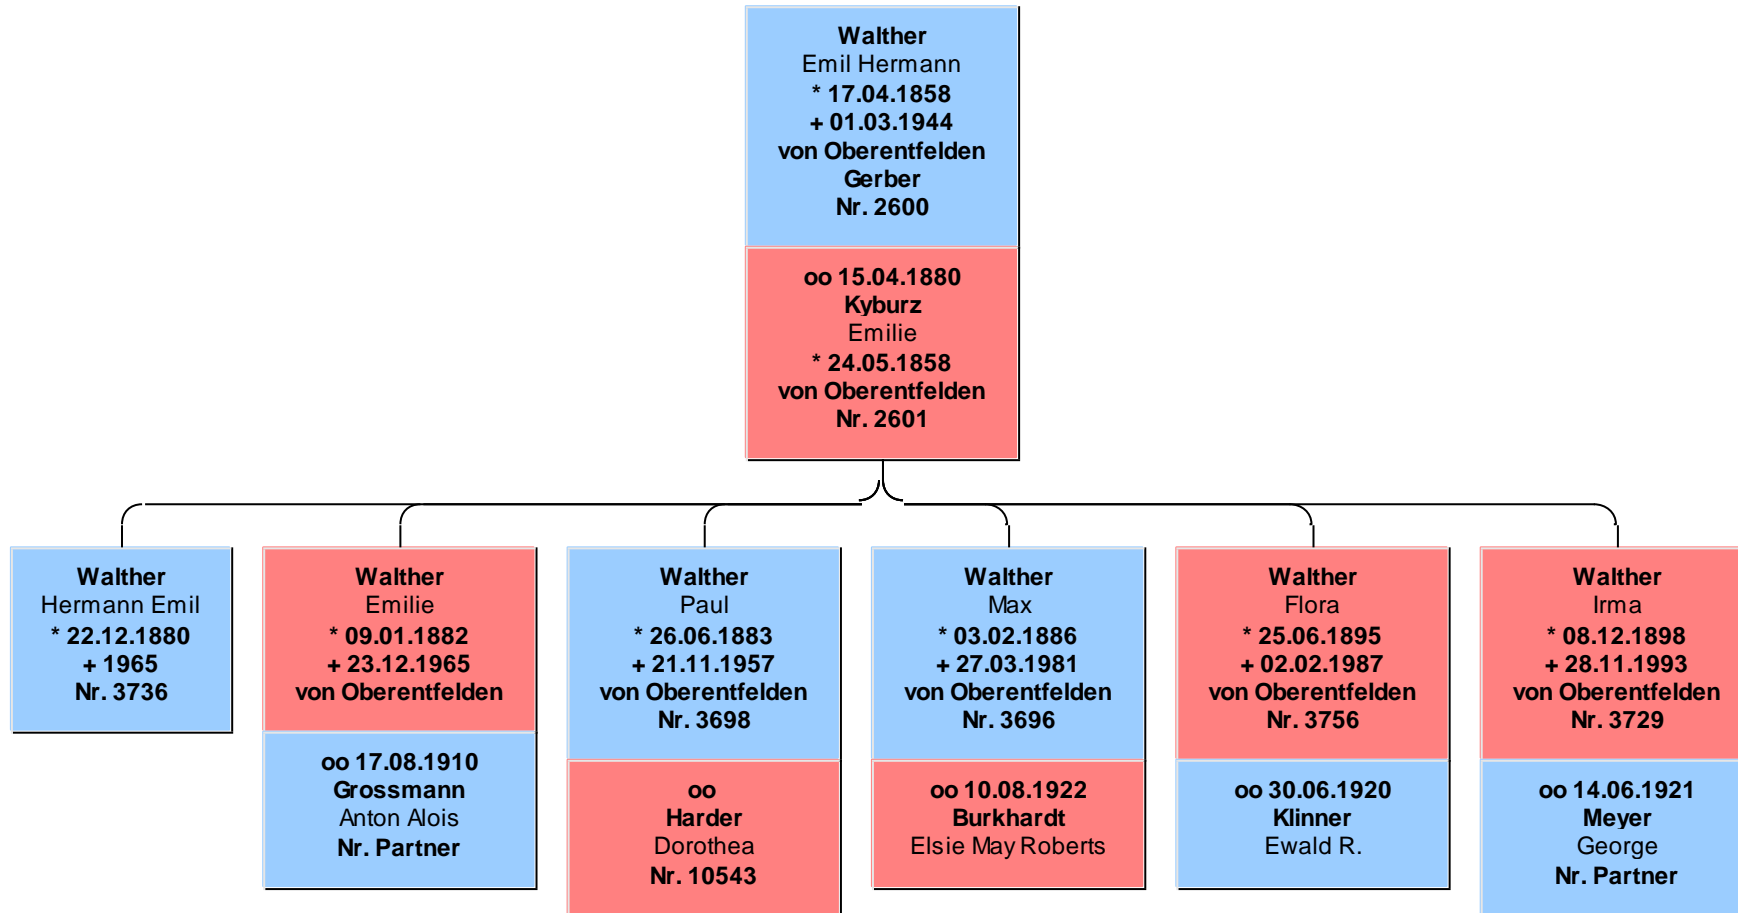 Walther
Emil Hermann
* 17.04.1858
+ 01.03.1944
von Oberentfelden
Gerber
Nr. 2600
oo 15.04.1880
Kyburz
Emilie
* 24.05.1858
von Oberentfelden
Nr. 2601
Walther
Hermann Emil
* 22.12.1880
+ 1965
Nr. 3736
Walther
Emilie
* 09.01.1882
+ 23.12.1965
von Oberentfelden
oo 17.08.1910
Grossmann
Anton Alois
Nr. Partner
Walther
Paul
* 26.06.1883
+ 21.11.1957
von Oberentfelden
Nr. 3698
oo
Harder
Dorothea
Nr. 10543
Walther
Max
* 03.02.1886
+ 27.03.1981
von Oberentfelden
Nr. 3696
oo 10.08.1922
Burkhardt
Elsie May Roberts
Walther
Flora
* 25.06.1895
+ 02.02.1987
von Oberentfelden
Nr. 3756
oo 30.06.1920
Klinner
Ewald R.
Walther
Irma
* 08.12.1898
+ 28.11.1993
von Oberentfelden
Nr. 3729
oo 14.06.1921
Meyer
George
Nr. Partner